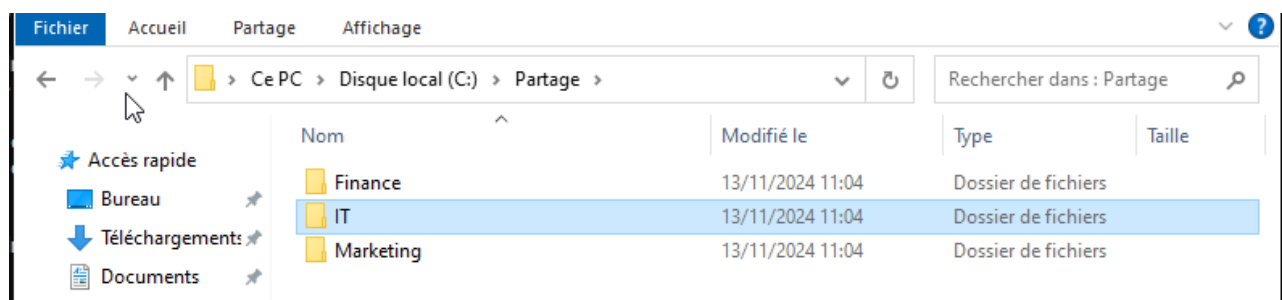 Fichier Accueil Partage Affichage ?
Ce PC > Disque local (C:) > Partage > Rechercher dans : Partage
Nom Modifié le Type Taille
Accès rapide
Finance 13/11/2024 11:04 Dossier de fichiers
Bureau
IT 13/11/2024 11:04 Dossier de fichiers
Téléchargements
Marketing 13/11/2024 11:04 Dossier de fichiers
Documents